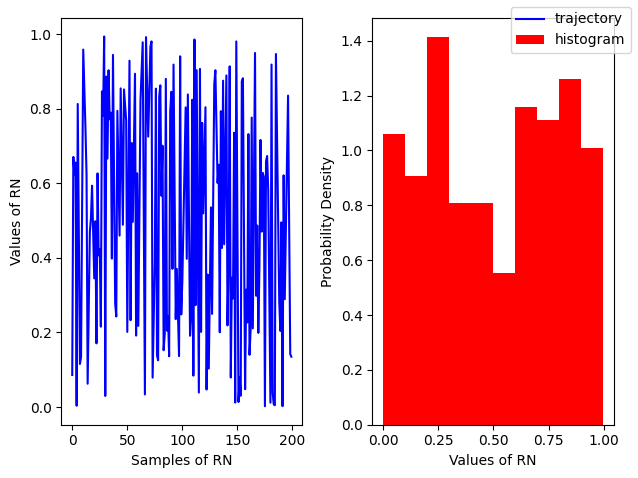 trajectory
histogram
1.0
0.8
0.6
0.4
0.2
0.0
Values of RN
0 50 100 150 200
Samples of RN
1.4
1.2
1.0
0.8
0.6
0.4
0.2
0.0
Probability Density
0.00 0.25 0.50 0.75 1.00
Values of RN